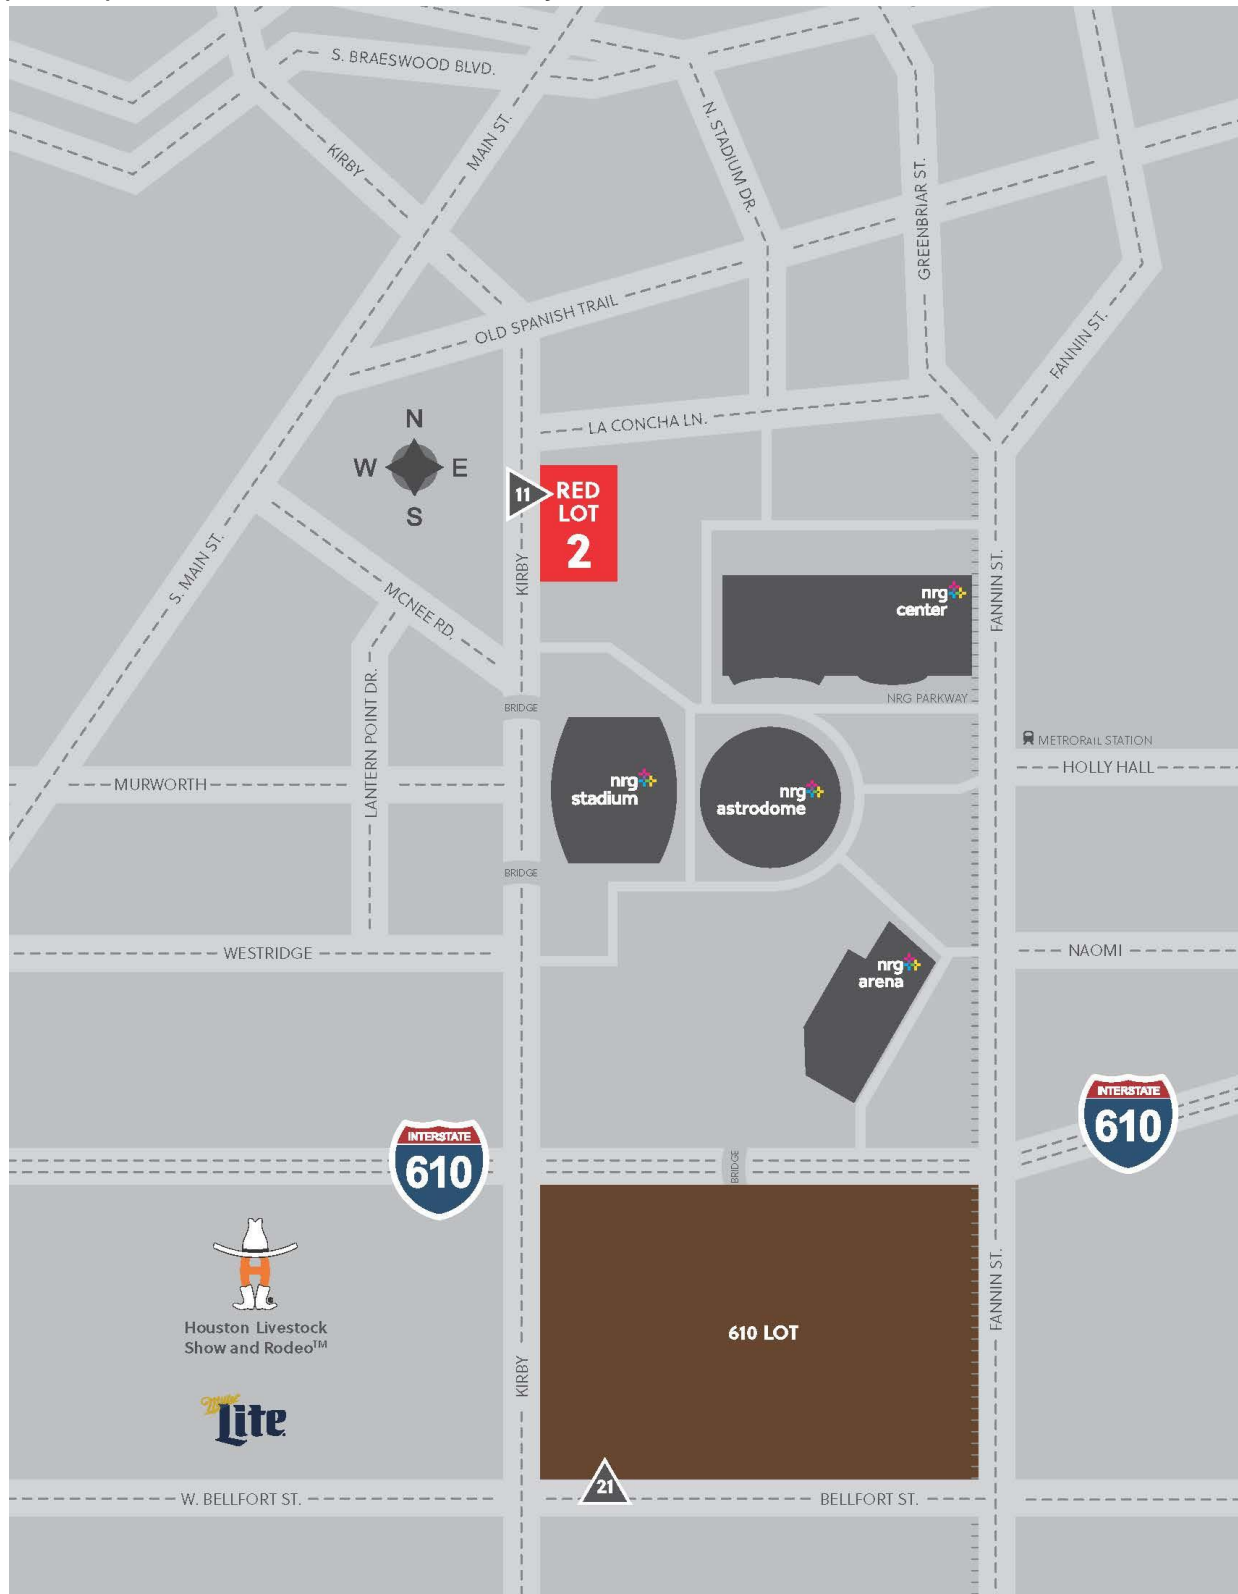 S. BRAESWOOD BLVD.
KIRBY
MAIN ST.
N. STADIUM DR.
GREENBRIAR ST.
OLD SPANISH TRAIL
FANNIN ST.
LA CONCHA LN.
N
W
E
S
11
RED
LOT
2
S. MAIN ST.
MCNEE RD.
KIRBY
FANNIN ST.
nrg
center
LANTERN POINT DR.
NRG PARKWAY
BRIDGE
METRORAIL STATION
HOLLY HALL
MURWORTH
nrg
stadium
nrg
astrodome
BRIDGE
WESTRIDGE
NAOMI
nrg
arena
INTERSTATE
610
INTERSTATE
610
BRIDGE
Houston Livestock
Show and Rodeo™
610 LOT
FANNIN ST.
KIRBY
Miller
Lite
21
W. BELLFORT ST.
BELLFORT ST.